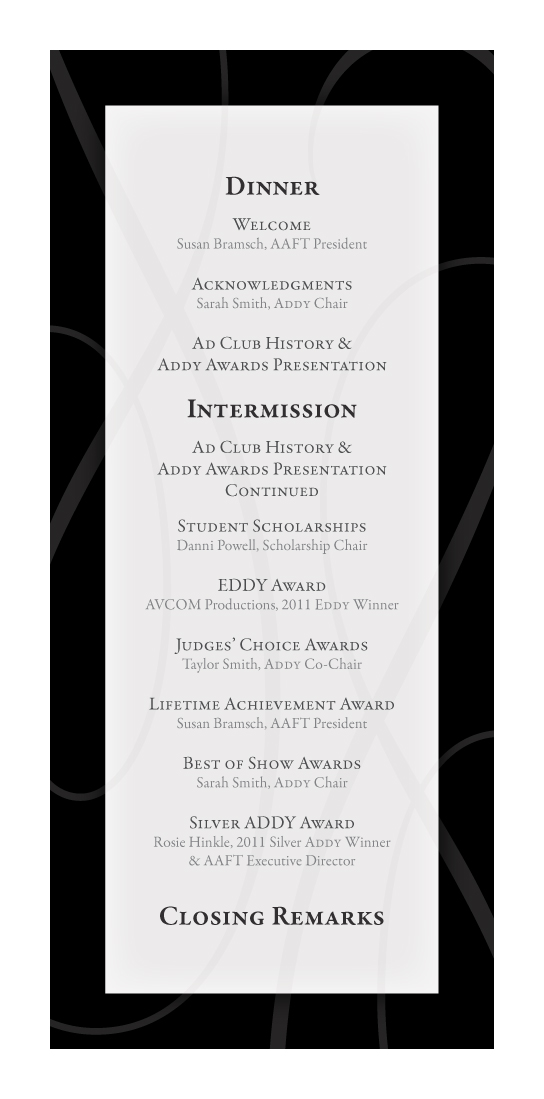 Dinner
Welcome
Susan Bramsch, AAFT President
Acknowledgments
Sarah Smith, Addy Chair
Ad Club History &
Addy Awards Presentation
Intermission
Ad Club History &
Addy Awards Presentation
Continued
Student Scholarships
Danni Powell, Scholarship Chair
EDDY Award
AVCOM Productions, 2011 Eddy Winner
Judges’ Choice Awards
Taylor Smith, Addy Co-Chair
Lifetime Achievement Award
Susan Bramsch, AAFT President
Best of Show Awards
Sarah Smith, Addy Chair
Silver ADDY Award
Rosie Hinkle, 2011 Silver Addy Winner
& AAFT Executive Director
Closing Remarks